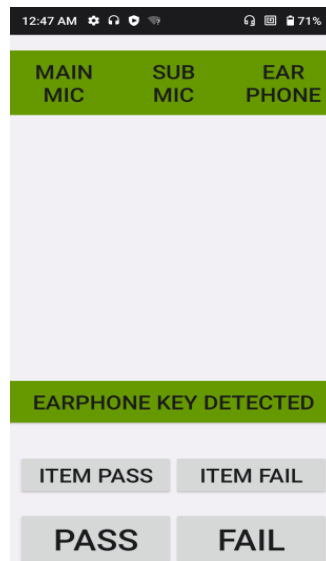 12:47 AM 71%
MAIN MIC SUB MIC EAR PHONE
EARPHONE KEY DETECTED
ITEM PASS ITEM FAIL
PASS FAIL